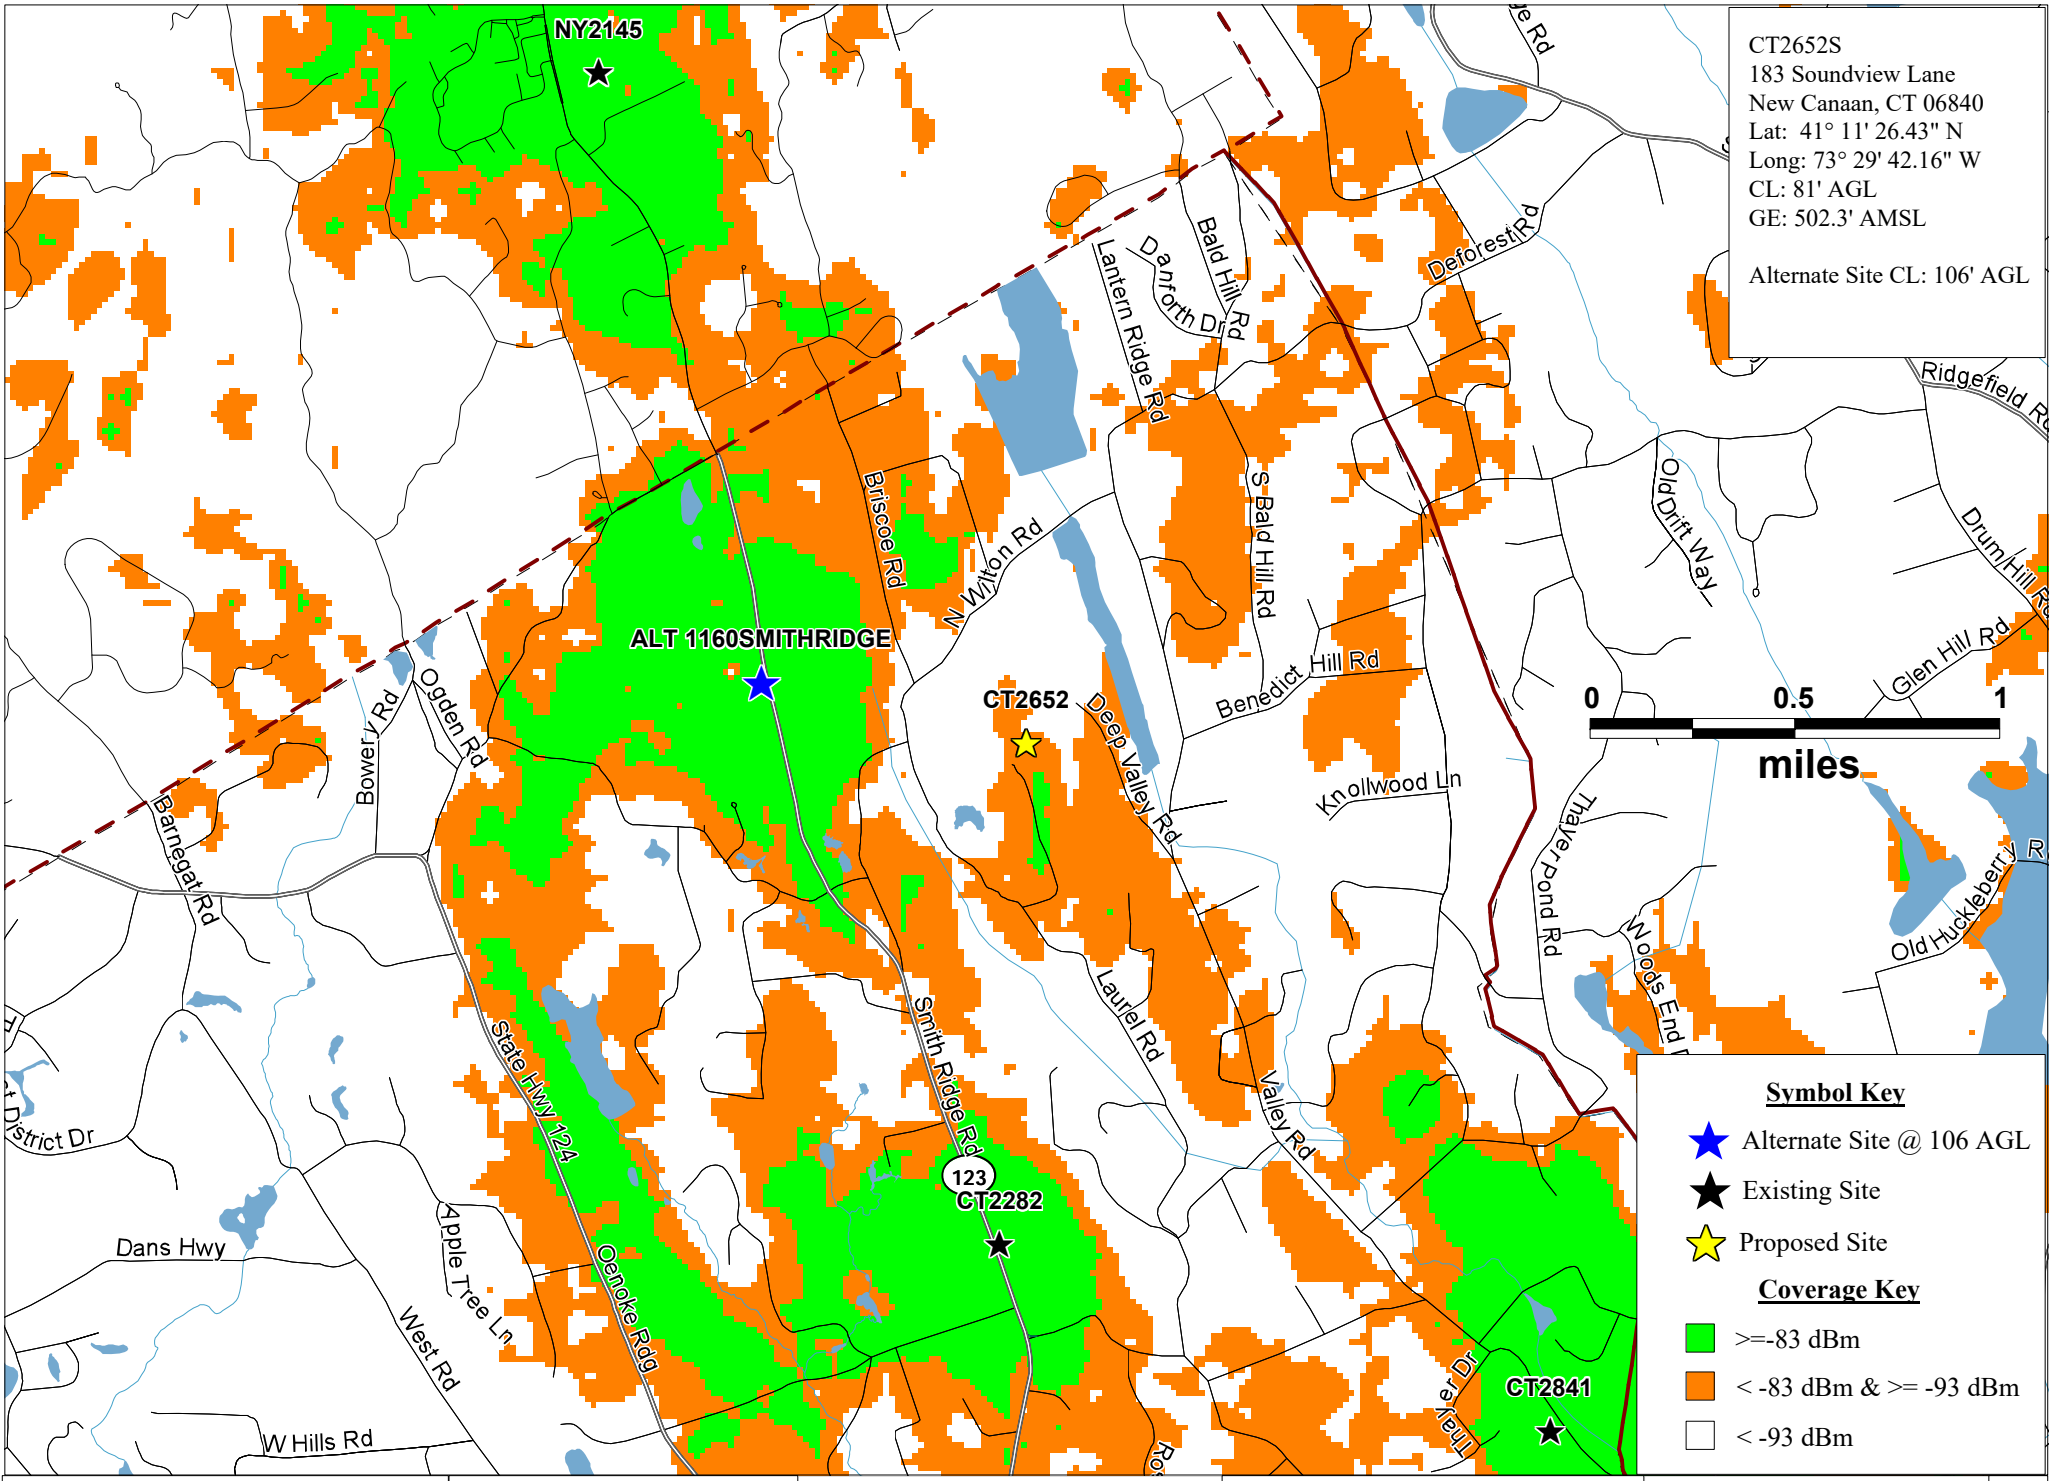 NY2145
CT2652S
183 Soundview Lane
New Canaan, CT 06840
Lat: 41° 11' 26.43" N
Long: 73° 29' 42.16" W
CL: 81' AGL
GE: 502.3' AMSL
Alternate Site CL: 106' AGL
Deforest Rd
Bald Hill Rd
Danforth Dr
Lantern Ridge Rd
Ridgefield Rd
Briscoe Rd
N Wilton Rd
S Bald Hill Rd
Old Drift Way
Drum Hill Rd
Glen Hill Rd
ALT 1160SMITHRIDGE
Ogden Rd
Bowery Rd
Barnegat Rd
CT2652
Deep Valley Rd
Benedict Hill Rd
Knollwood Ln
0 0.5 1
miles
Thayer Pond Rd
Woods End
Old Huckleberry R
Laurel Rd
Valley Rd
Smith Ridge Rd
State Hwy 124
123
CT2282
District Dr
Dans Hwy
Apple Tree Ln
Oenoke Rdg
West Rd
W Hills Rd
Thayer Dr
CT2841
Symbol Key
Alternate Site @ 106 AGL
Existing Site
Proposed Site
Coverage Key
>=-83 dBm
< -83 dBm & >= -93 dBm
< -93 dBm